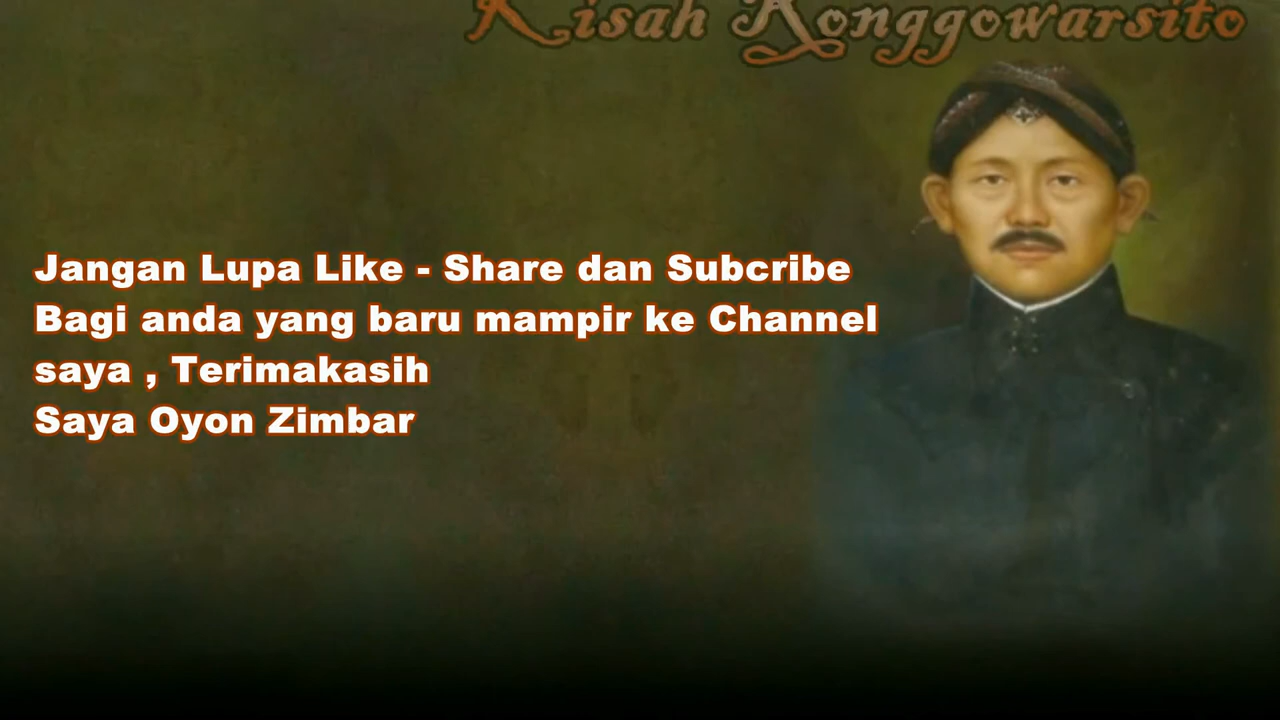 Kisah Ronggowarsito
Jangan Lupa Like - Share dan Subcribe
Bagi anda yang baru mampir ke Channel
saya , Terimakasih
Saya Oyon Zimbar